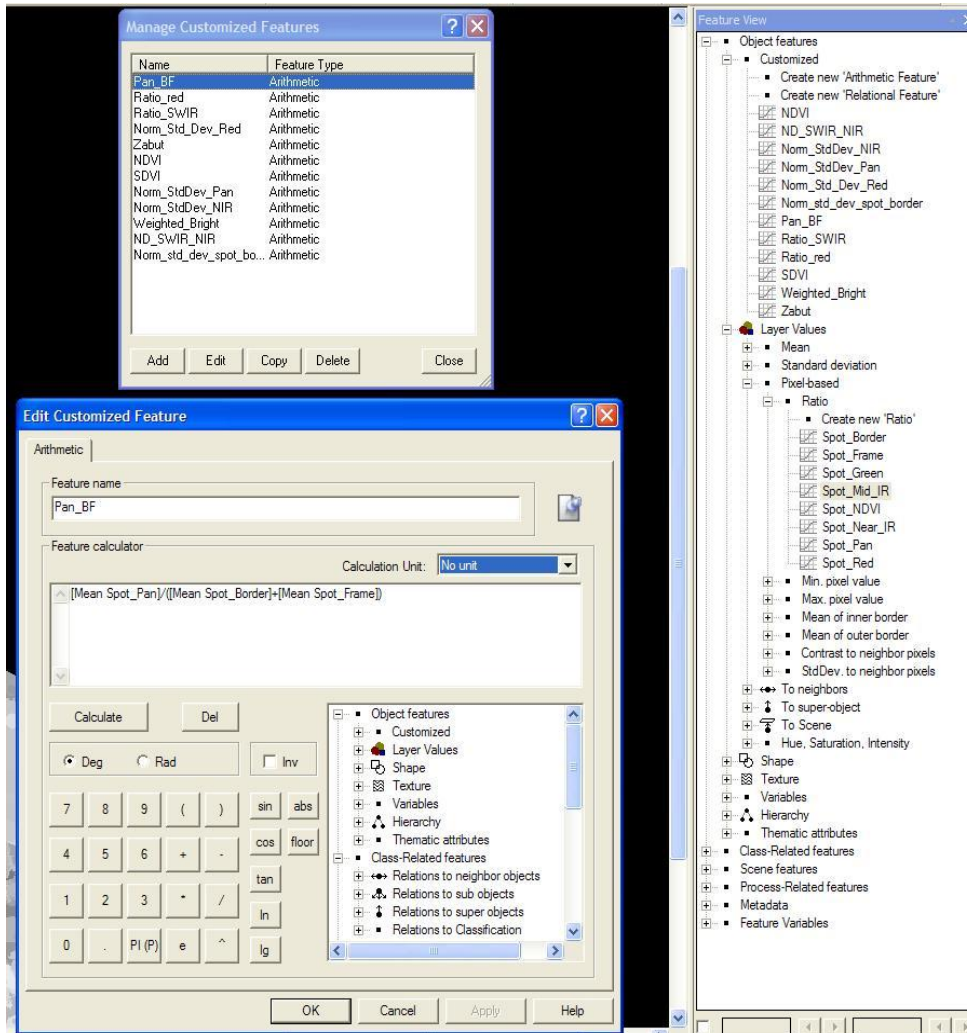 Manage Customized Features
Name Feature Type
Pan_BF Arithmetic
Ratio_red Arithmetic
Ratio_SWIR Arithmetic
Norm_Std_Dev_Red Arithmetic
Zabut Arithmetic
NDVI Arithmetic
SDVI Arithmetic
Norm_StdDev_Pan Arithmetic
Norm_StdDev_NIR Arithmetic
Weighted_Bright Arithmetic
ND_SWIR_NIR Arithmetic
Norm_std_dev_spot_bo... Arithmetic
Add Edit Copy Delete Close
Edit Customized Feature
Arithmetic
Feature name
Pan_BF
Feature calculator
Calculation Unit: No unit
[Mean Spot_Pan]/([Mean Spot_Border]+[Mean Spot_Frame])
Calculate Del
Deg Rad Inv
7 8 9 ( ) sin abs
4 5 6 + - cos floor
tan
1 2 3 * / ln
0 . PI (P) e ^ lg
Object features
Customized
Layer Values
Shape
Texture
Variables
Hierarchy
Thematic attributes
Class-Related features
Relations to neighbor objects
Relations to sub objects
Relations to super objects
Relations to Classification
OK Cancel Apply Help
Feature View
Object features
Customized
Create new 'Arithmetic Feature'
Create new 'Relational Feature'
NDVI
ND_SWIR_NIR
Norm_StdDev_NIR
Norm_StdDev_Pan
Norm_Std_Dev_Red
Norm_std_dev_spot_border
Pan_BF
Ratio_SWIR
Ratio_red
SDVI
Weighted_Bright
Zabut
Layer Values
Mean
Standard deviation
Pixel-based
Ratio
Create new 'Ratio'
Spot_Border
Spot_Frame
Spot_Green
Spot_Mid_IR
Spot_NDVI
Spot_Near_IR
Spot_Pan
Spot_Red
Min. pixel value
Max. pixel value
Mean of inner border
Mean of outer border
Contrast to neighbor pixels
StdDev. to neighbor pixels
To neighbors
To super-object
To Scene
Hue, Saturation, Intensity
Shape
Texture
Variables
Hierarchy
Thematic attributes
Class-Related features
Scene features
Process-Related features
Metadata
Feature Variables